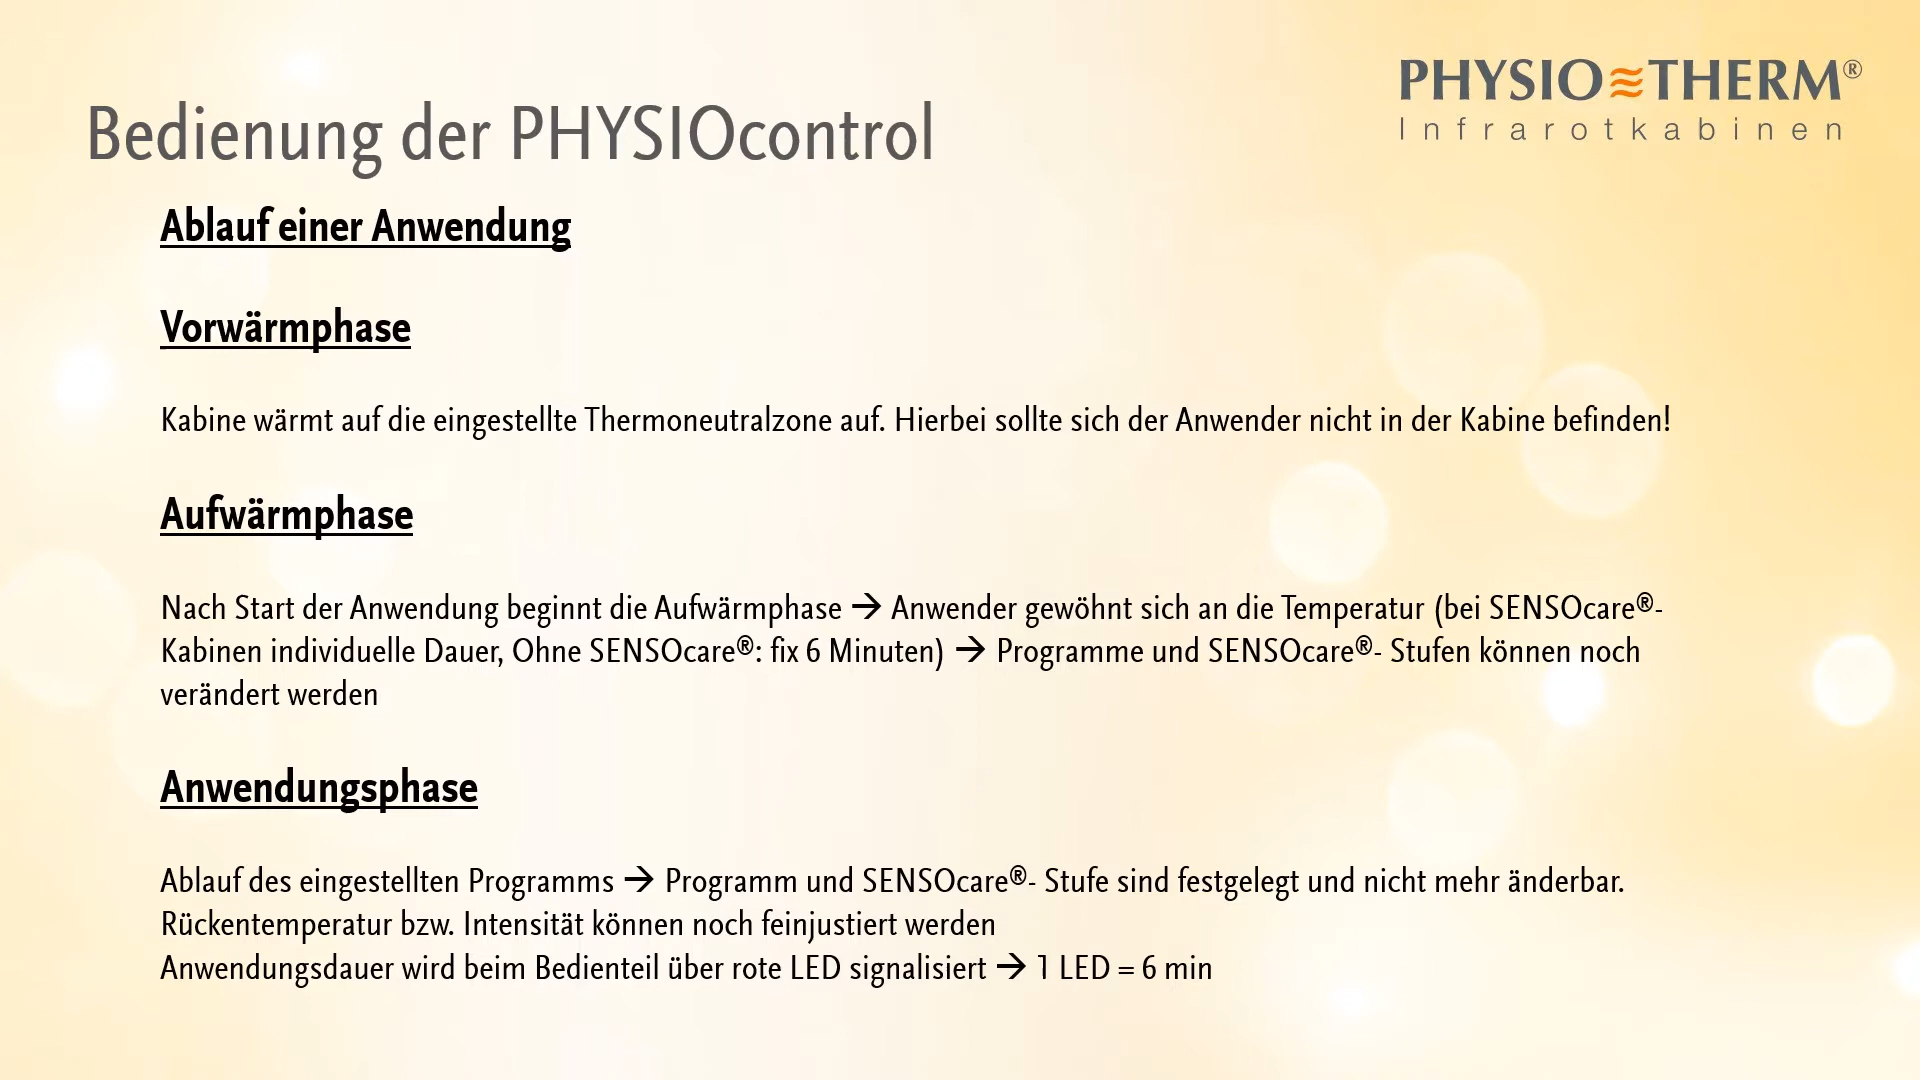 PHYSIO THERM®
Infrarotkabinen
Bedienung der PHYSIOcontrol
Ablauf einer Anwendung
Vorwärmphase
Kabine wärmt auf die eingestellte Thermoneutralzone auf. Hierbei sollte sich der Anwender nicht in der Kabine befinden!
Aufwärmphase
Nach Start der Anwendung beginnt die Aufwärmphase → Anwender gewöhnt sich an die Temperatur (bei SENSOcare®-
Kabinen individuelle Dauer, Ohne SENSOcare®: fix 6 Minuten) → Programme und SENSOcare®- Stufen können noch
verändert werden
Anwendungsphase
Ablauf des eingestellten Programms → Programm und SENSOcare®- Stufe sind festgelegt und nicht mehr änderbar.
Rückentemperatur bzw. Intensität können noch feinjustiert werden
Anwendungsdauer wird beim Bedienteil über rote LED signalisiert → 1 LED = 6 min